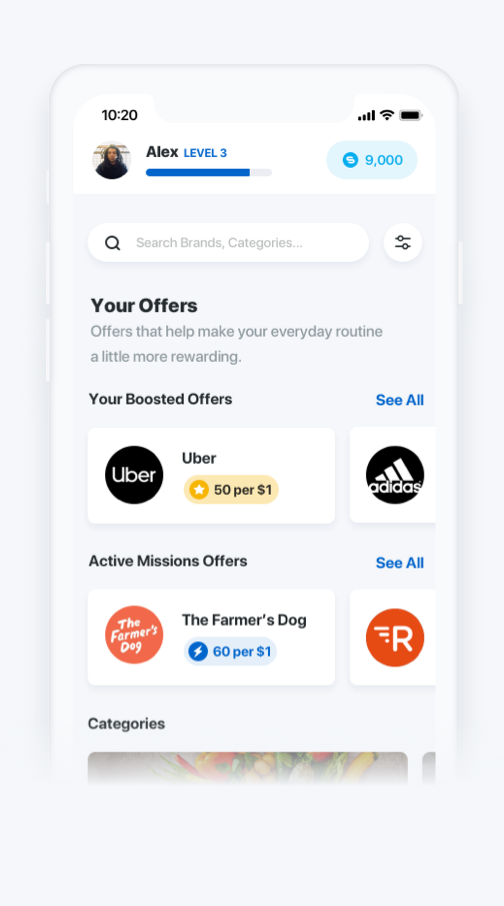 10:20
Alex LEVEL 3
9,000
Search Brands, Categories...
Your Offers
Offers that help make your everyday routine
a little more rewarding.
Your Boosted Offers
See All
Uber
Uber
50 per $1
adidas
Active Missions Offers
See All
The
Farmer's
Dog
The Farmer’s Dog
60 per $1
R
Categories